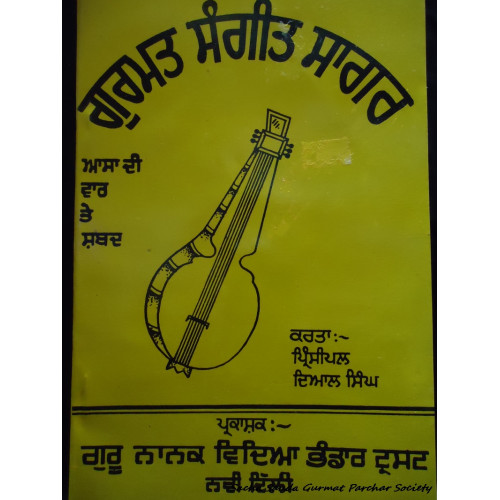 ਗੁਰਮਤ ਸੰਗੀਤ ਸਾਗਰ
ਆਸਾ ਦੀ
ਵਾਰ
ਤੇ
ਸ਼ਬਦ
ਕਰਤਾ:~
ਪ੍ਰਿੰਸੀਪਲ
ਦਿਆਲ ਸਿੰਘ
ਪ੍ਰਕਾਸ਼ਕ:~
ਗੁਰੂ ਨਾਨਕ ਵਿਦਿਆ ਭੰਡਾਰ ਟ੍ਰਸਟ
ਨਵੀਂ ਦਿੱਲੀ
Gurmat Parchar Society